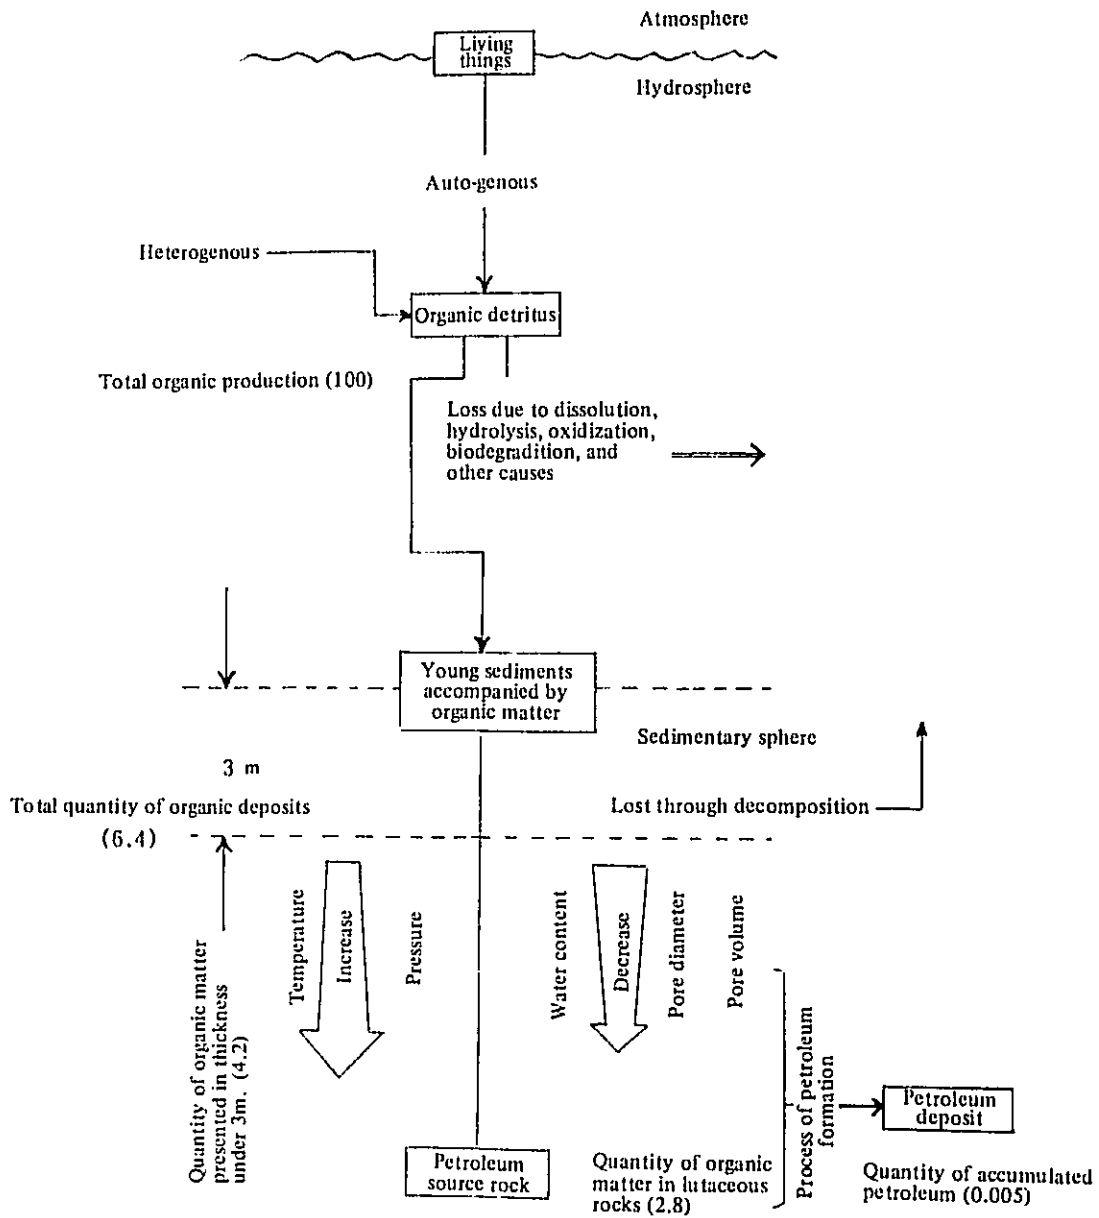 Atmosphere
Living
things
Hydrosphere
Auto-genous
Heterogenous
Organic detritus
Total organic production (100)
Loss due to dissolution,
hydrolysis, oxidization,
biodegradition, and
other causes
Young sediments
accompanied by
organic matter
Sedimentary sphere
3 m
Total quantity of organic deposits
(6.4)
Lost through decomposition
Quantity of organic matter
presented in thickness
under 3m. (4.2)
Temperature
Increase
Pressure
Water content
Decrease
Pore diameter
Pore volume
Process of petroleum
formation
Petroleum
deposit
Petroleum
source rock
Quantity of organic
matter in lutaceous
rocks (2.8)
Quantity of accumulated
petroleum (0.005)